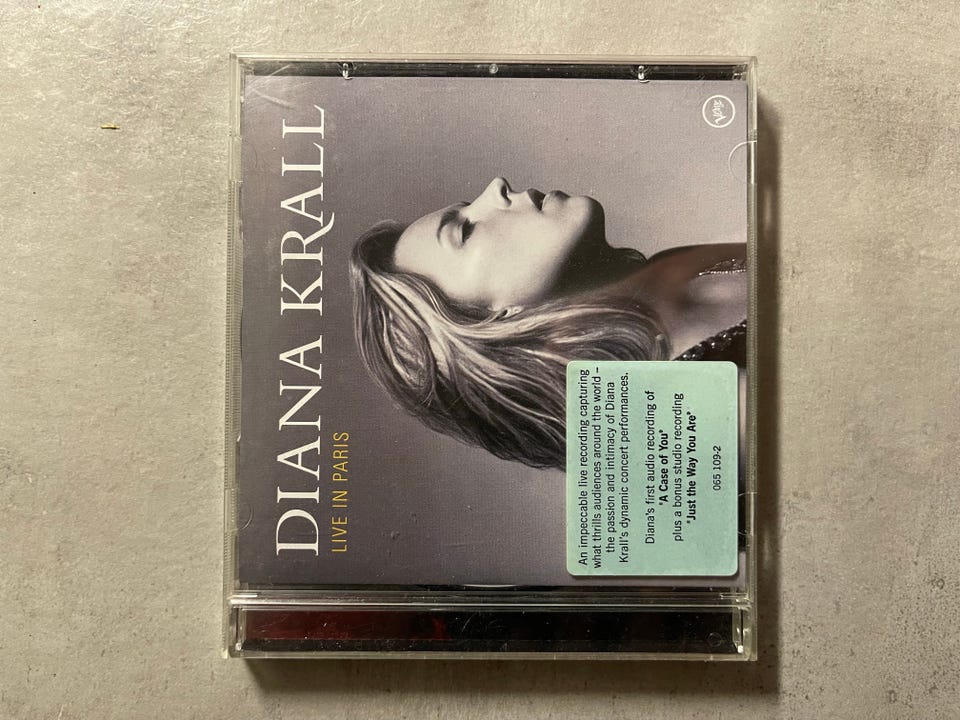 DIANA KRALL
LIVE IN PARIS
Verve
An impeccable live recording capturing
what thrills audiences around the world –
the passion and intimacy of Diana
Krall's dynamic concert performances.
Diana's first audio recording of
"A Case of You"
plus a bonus studio recording
"Just the Way You Are"
065 109-2